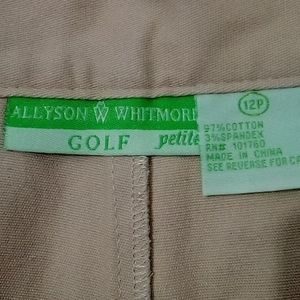 ALLYSON W WHITMORE
GOLF petite
12P
97% COTTON
3% SPANDEX
RN# 101760
MADE IN CHINA
SEE REVERSE FOR CA